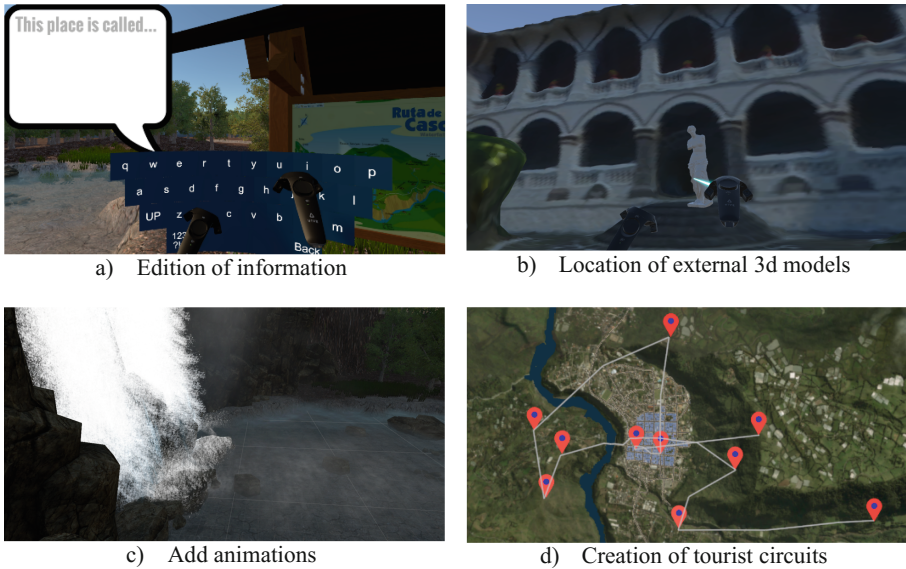 This place is called...
Ruta de
Casc
q w e r t y u i o p
a s d f g h j k l
UP z c v b m
123
?!
Back
a) Edition of information
b) Location of external 3d models
c) Add animations
d) Creation of tourist circuits